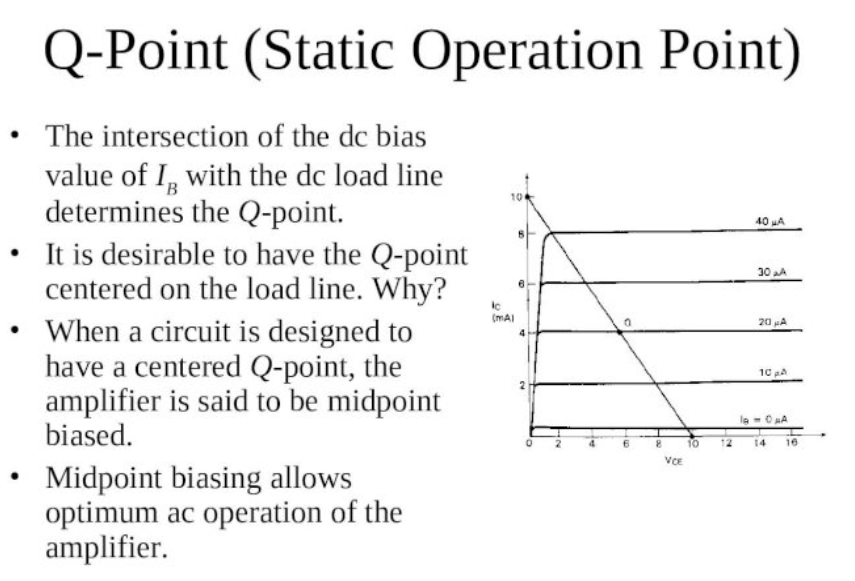 Q-Point (Static Operation Point)
• The intersection of the dc bias
value of I_B with the dc load line
determines the Q-point.
• It is desirable to have the Q-point
centered on the load line. Why?
• When a circuit is designed to
have a centered Q-point, the
amplifier is said to be midpoint
biased.
• Midpoint biasing allows
optimum ac operation of the
amplifier.
10
8
6
4
2
IC
(mA)
40 µA
30 µA
20 µA
10 µA
IB = 0 µA
Q
0 2 4 6 8 10 12 14 16
VCE